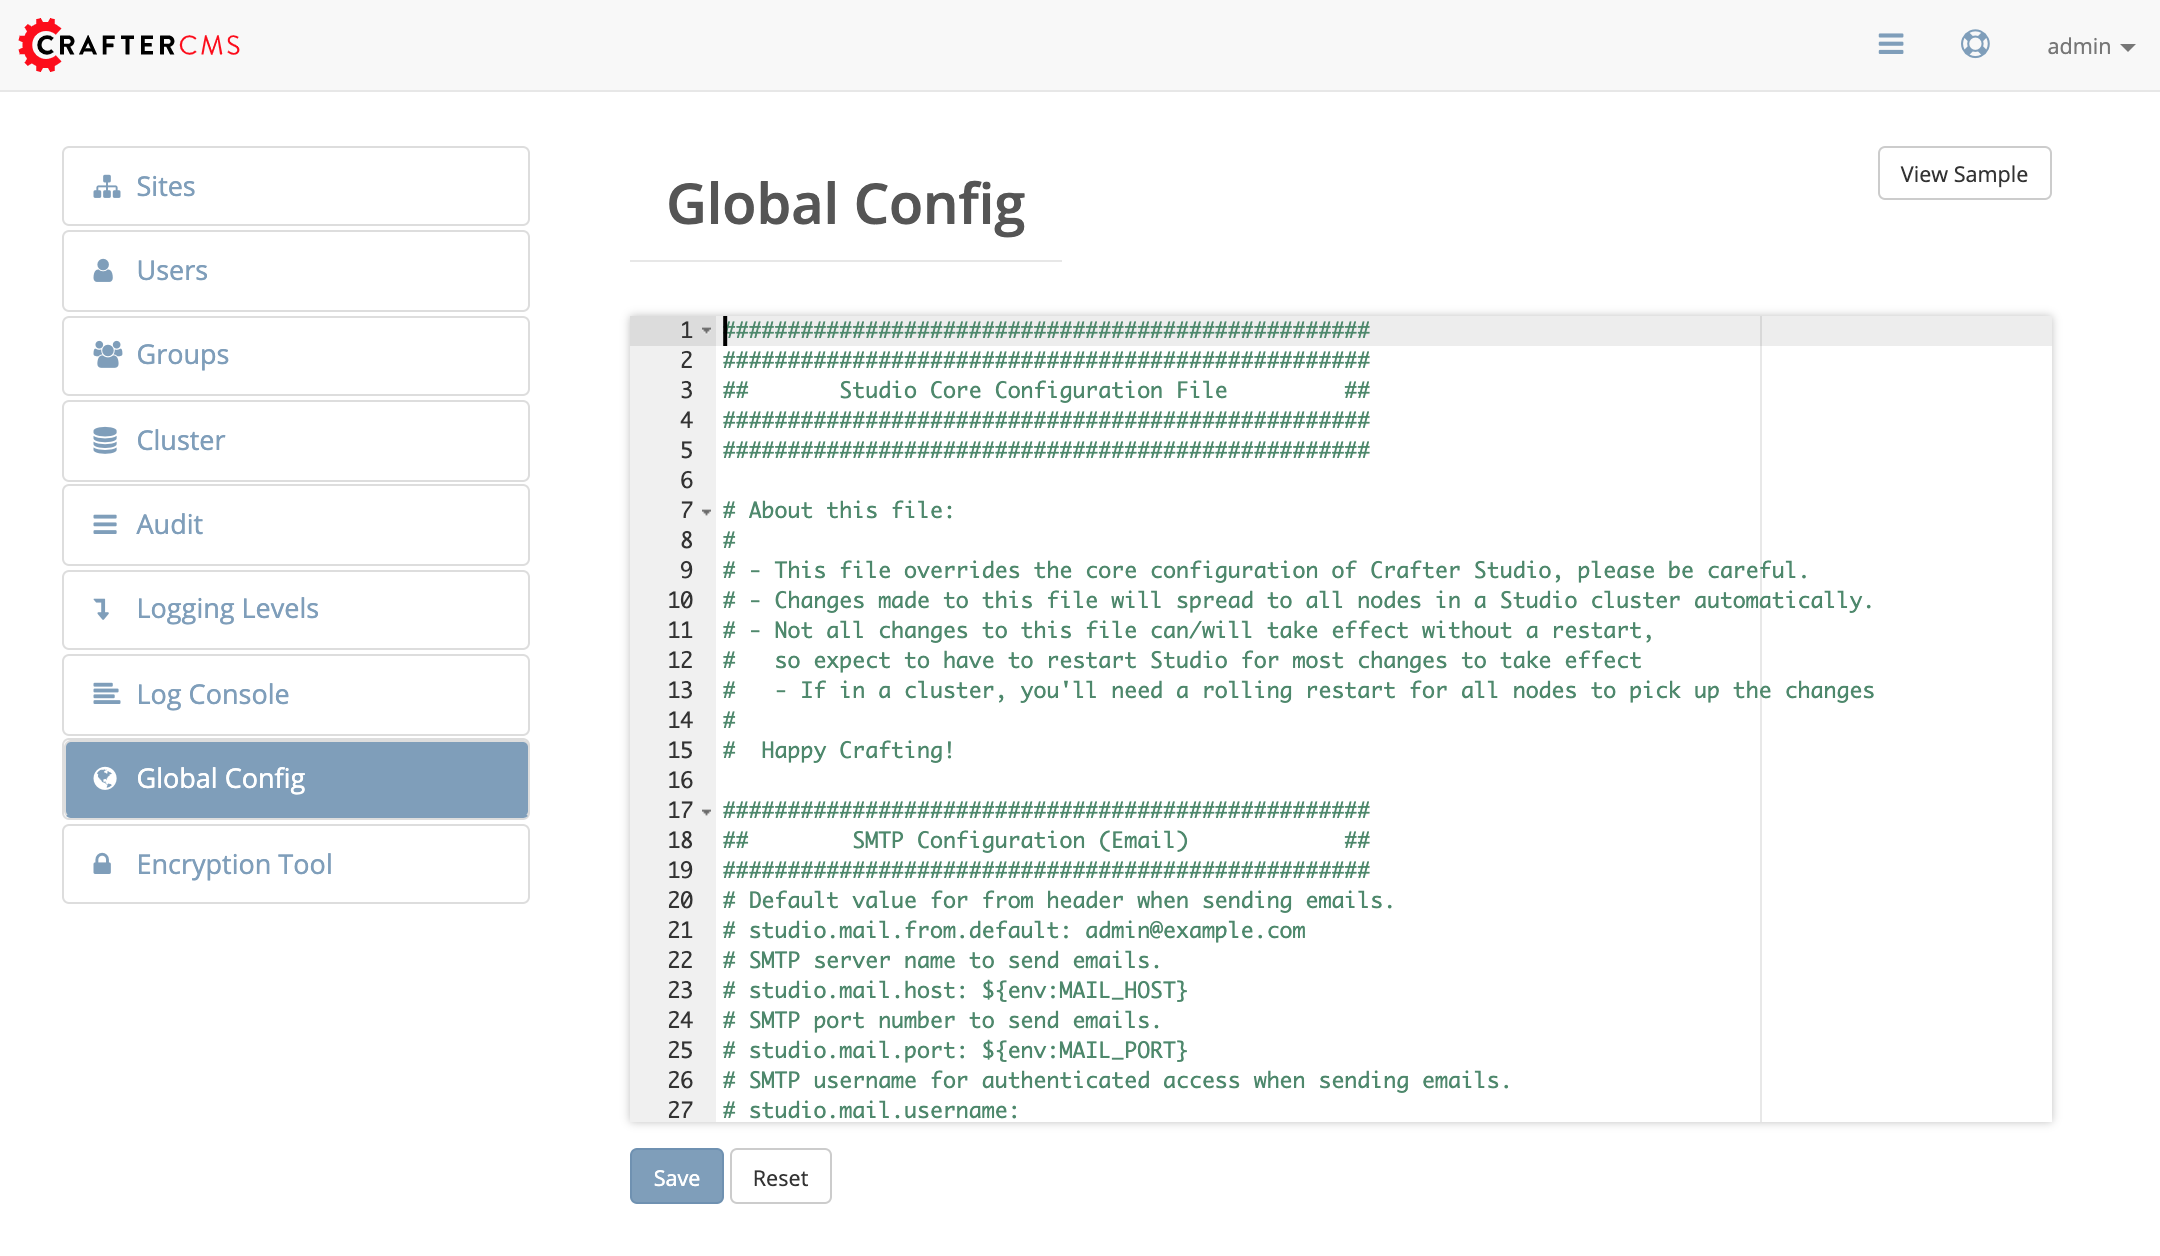 CRAFTERCMS
admin
Sites
Users
Groups
Cluster
Audit
Logging Levels
Log Console
Global Config
Encryption Tool
Global Config
View Sample
1 ##################################################
2 ##################################################
3 ##       Studio Core Configuration File         ##
4 ##################################################
5 ##################################################
6
7 # About this file:
8 #
9 # - This file overrides the core configuration of Crafter Studio, please be careful.
10 # - Changes made to this file will spread to all nodes in a Studio cluster automatically.
11 # - Not all changes to this file can/will take effect without a restart,
12 #   so expect to have to restart Studio for most changes to take effect
13 #   - If in a cluster, you'll need a rolling restart for all nodes to pick up the changes
14 #
15 #  Happy Crafting!
16
17 ##################################################
18 ##        SMTP Configuration (Email)            ##
19 ##################################################
20 # Default value for from header when sending emails.
21 # studio.mail.from.default: admin@example.com
22 # SMTP server name to send emails.
23 # studio.mail.host: ${env:MAIL_HOST}
24 # SMTP port number to send emails.
25 # studio.mail.port: ${env:MAIL_PORT}
26 # SMTP username for authenticated access when sending emails.
27 # studio.mail.username:
Save
Reset